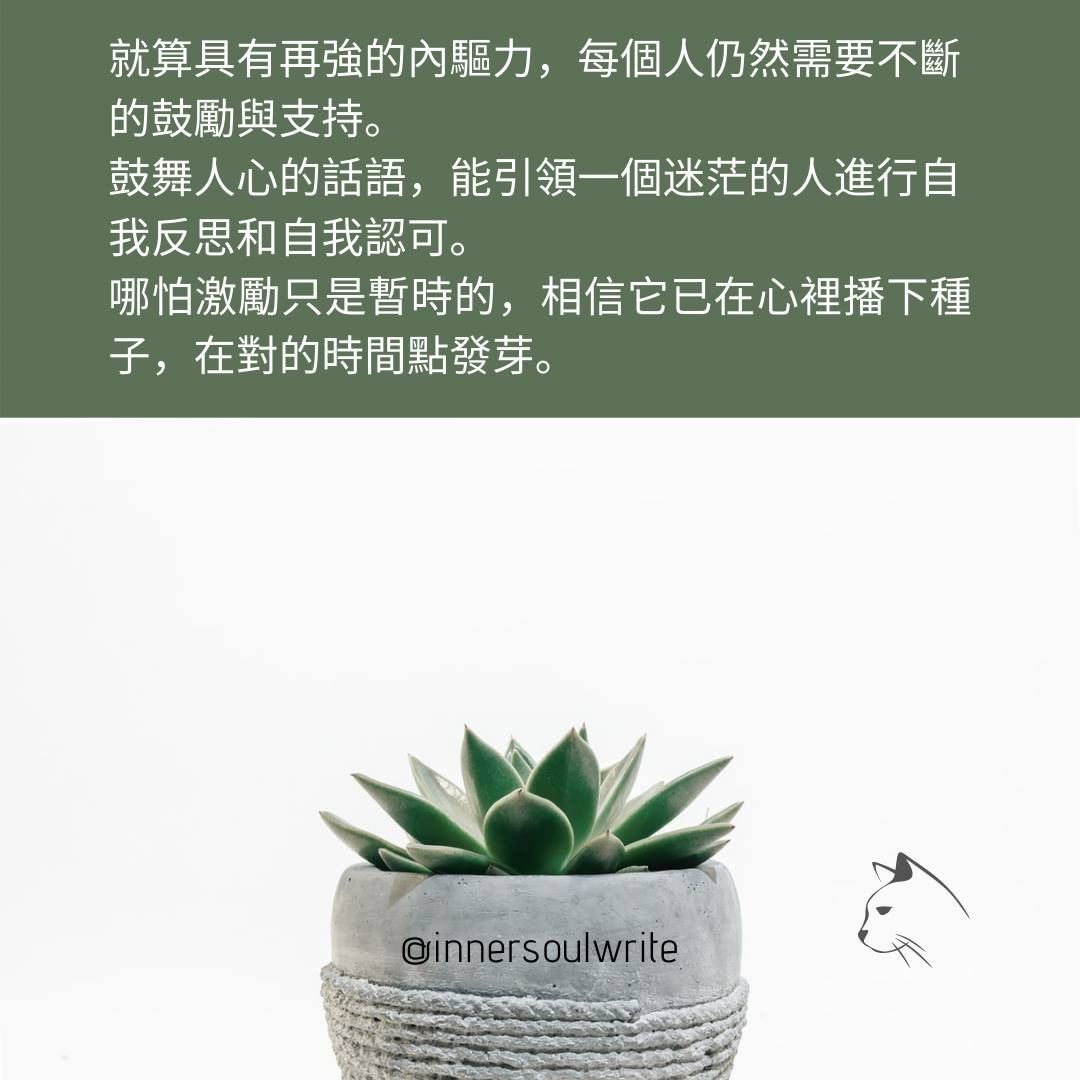 就算具有再強的內驅力，每個人仍然需要不斷
的鼓勵與支持。
鼓舞人心的話語，能引領一個迷茫的人進行自
我反思和自我認可。
哪怕激勵只是暫時的，相信它已在心裡播下種
子，在對的時間點發芽。
@innersoulwrite